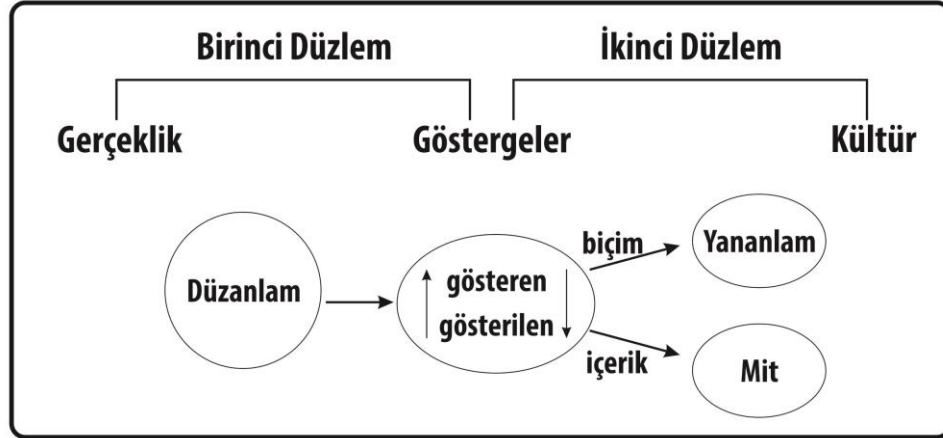 Birinci Düzlem İkinci Düzlem
Gerçeklik Göstergeler Kültür
biçim Yananlam
Düzanlam gösteren
gösterilen
içerik Mit